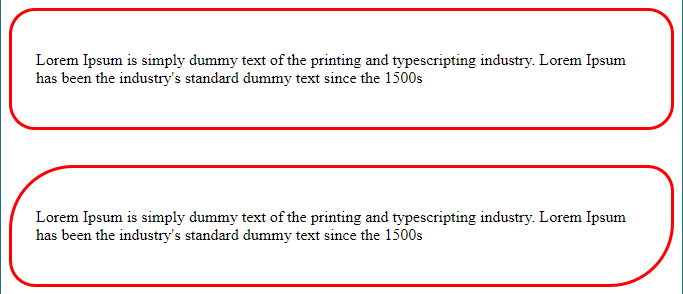 Lorem Ipsum is simply dummy text of the printing and typescripting industry. Lorem Ipsum
has been the industry's standard dummy text since the 1500s
Lorem Ipsum is simply dummy text of the printing and typescripting industry. Lorem Ipsum
has been the industry's standard dummy text since the 1500s